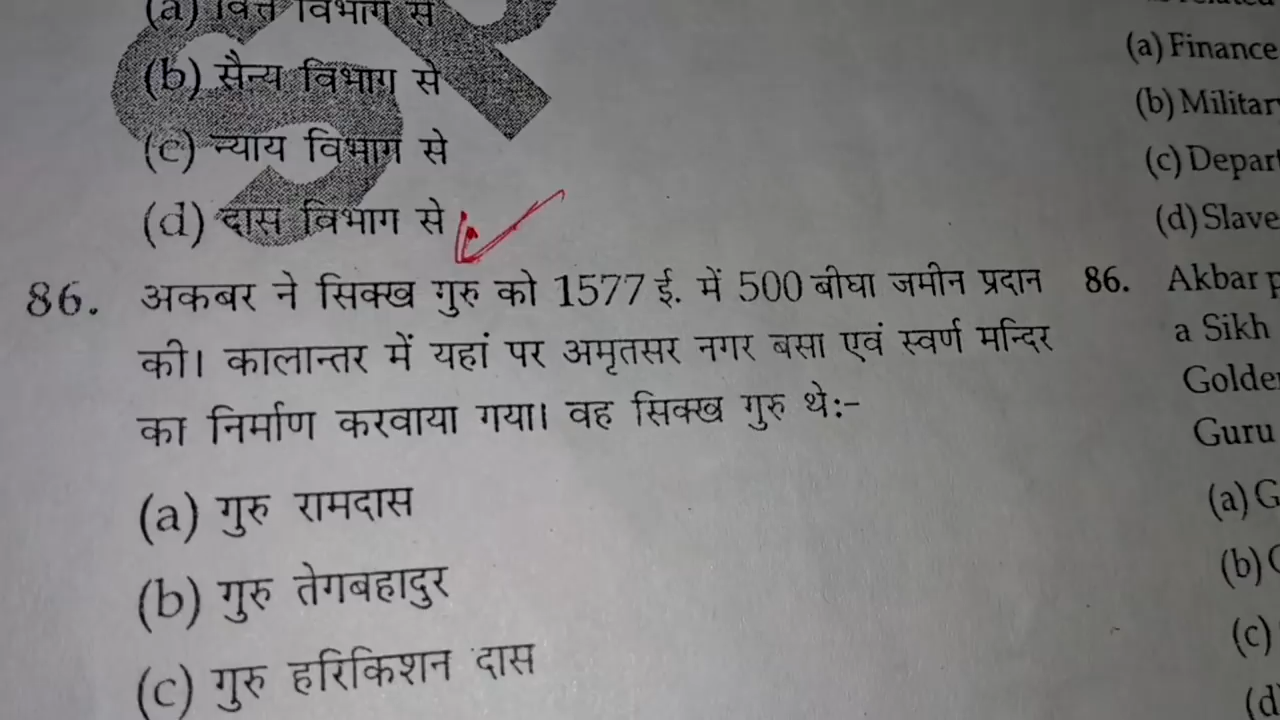 (a) वित्त विभाग से
(b) सैन्य विभाग से
(c) न्याय विभाग से
(d) दास विभाग से
86. अकबर ने सिक्ख गुरु को 1577 ई. में 500 बीघा जमीन प्रदान
की। कालान्तर में यहां पर अमृतसर नगर बसा एवं स्वर्ण मन्दिर
का निर्माण करवाया गया। वह सिक्ख गुरु थे:-
(a) गुरु रामदास
(b) गुरु तेगबहादुर
(c) गुरु हरिकिशन दास
(a) Finance
(b) Militar
(c) Depar
(d) Slave
86. Akbar p
a Sikh
Golde
Guru
(a) G
(b)
(c)
(d